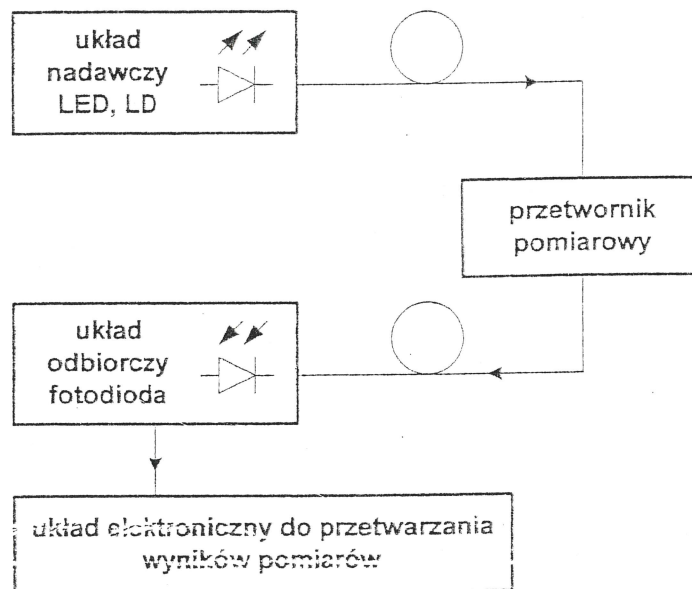 układ
nadawczy
LED, LD
przetwornik
pomiarowy
układ
odbiorczy
fotodioda
układ elektroniczny do przetwarzania
wyników pomiarów